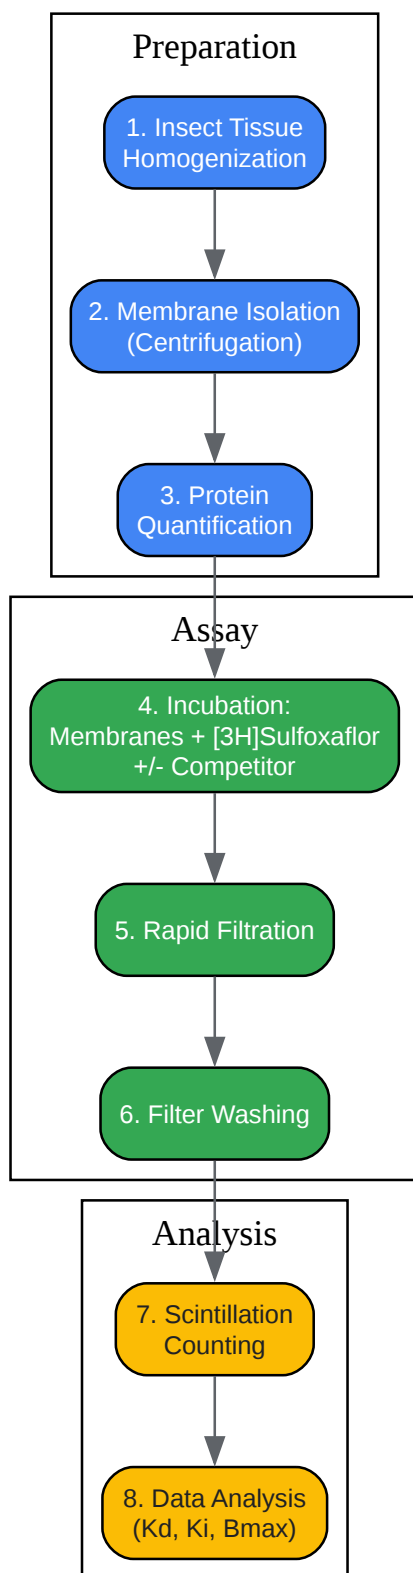 Preparation
1. Insect Tissue
Homogenization
2. Membrane Isolation
(Centrifugation)
3. Protein
Quantification
Assay
4. Incubation:
Membranes + [3H]Sulfoxaflor
+/- Competitor
5. Rapid Filtration
6. Filter Washing
Analysis
7. Scintillation
Counting
8. Data Analysis
(Kd, Ki, Bmax)